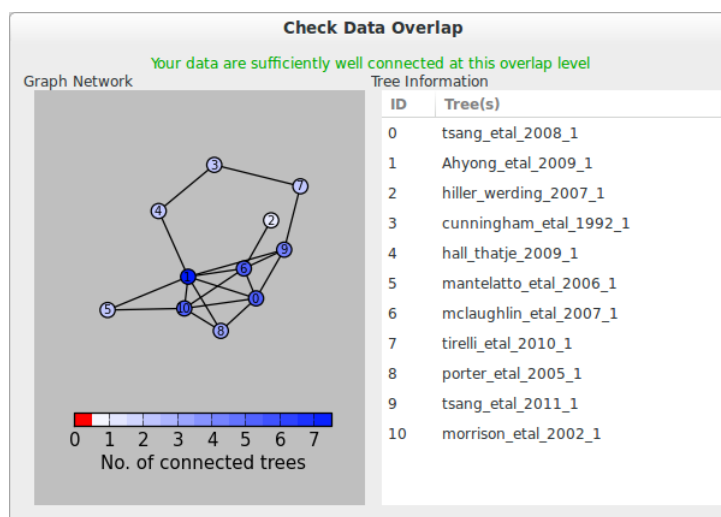 Check Data Overlap
Your data are sufficiently well connected at this overlap level
Graph Network
Tree Information
3
7
4
2
9
6
1
0
10
5
8
0 1 2 3 4 5 6 7
No. of connected trees
ID Tree(s)
0 tsang_etal_2008_1
1 Ahyong_etal_2009_1
2 hiller_werding_2007_1
3 cunningham_etal_1992_1
4 hall_thatje_2009_1
5 mantelatto_etal_2006_1
6 mclaughlin_etal_2007_1
7 tirelli_etal_2010_1
8 porter_etal_2005_1
9 tsang_etal_2011_1
10 morrison_etal_2002_1